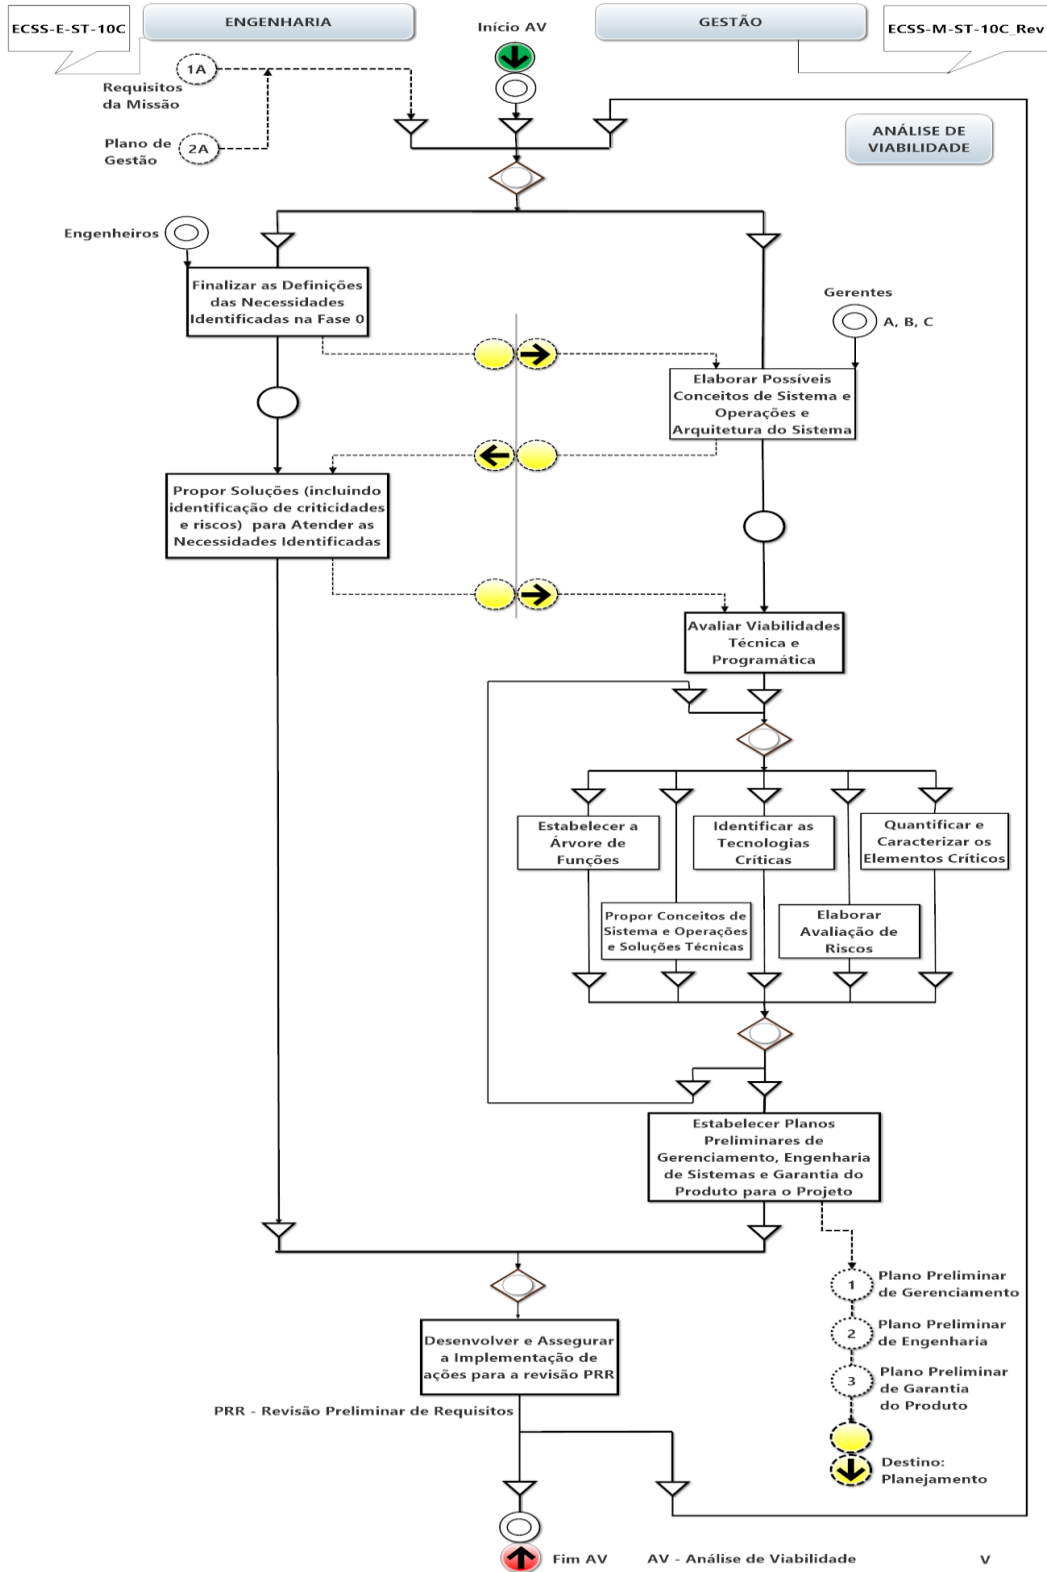 ECSS-E-ST-10C
ENGENHARIA
Início AV
GESTÃO
ECSS-M-ST-10C_Rev
1A
Requisitos
da Missão
2A
Plano de
Gestão
ANÁLISE DE
VIABILIDADE
Engenheiros
Finalizar as Definições
das Necessidades
Identificadas na Fase 0
Gerentes
A, B, C
Elaborar Possíveis
Conceitos de Sistema e
Operações e
Arquitetura do Sistema
Propor Soluções (incluindo
identificação de criticidades
e riscos) para Atender as
Necessidades Identificadas
Avaliar Viabilidades
Técnica e
Programática
Estabelecer a
Árvore de
Funções
Identificar as
Tecnologias
Críticas
Quantificar e
Caracterizar os
Elementos Críticos
Propor Conceitos de
Sistema e Operações
e Soluções Técnicas
Elaborar
Avaliação de
Riscos
Estabelecer Planos
Preliminares de
Gerenciamento, Engenharia
de Sistemas e Garantia do
Produto para o Projeto
1
Plano Preliminar
de Gerenciamento
2
Plano Preliminar
de Engenharia
3
Plano Preliminar
de Garantia
do Produto
Destino:
Planejamento
Desenvolver e Assegurar
a Implementação de
ações para a revisão PRR
PRR - Revisão Preliminar de Requisitos
Fim AV
AV - Análise de Viabilidade
V